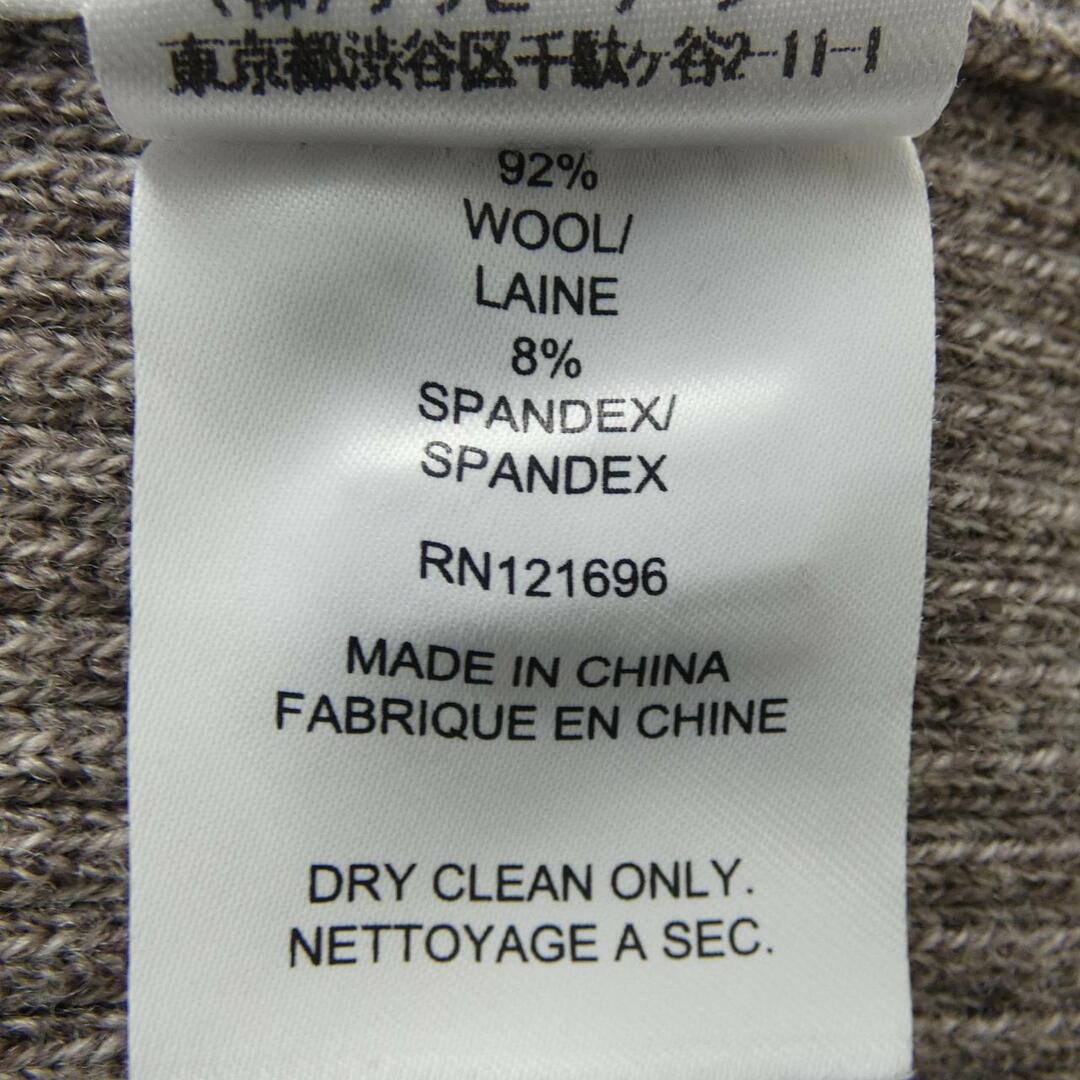 東京都渋谷区千駄ヶ谷2-11-1
92%
WOOL/
LAINE
8%
SPANDEX/
SPANDEX
RN121696
MADE IN CHINA
FABRIQUE EN CHINE
DRY CLEAN ONLY.
NETTOYAGE A SEC.